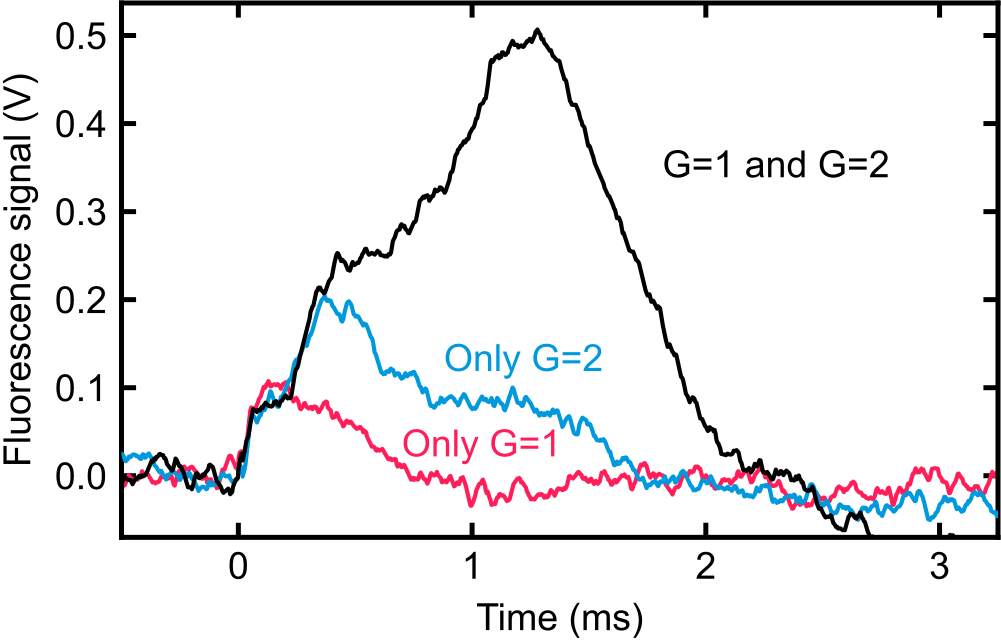 Fluorescence signal (V)
0.5
0.4
0.3
0.2
0.1
0.0
G=1 and G=2
Only G=2
Only G=1
0 1 2 3
Time (ms)